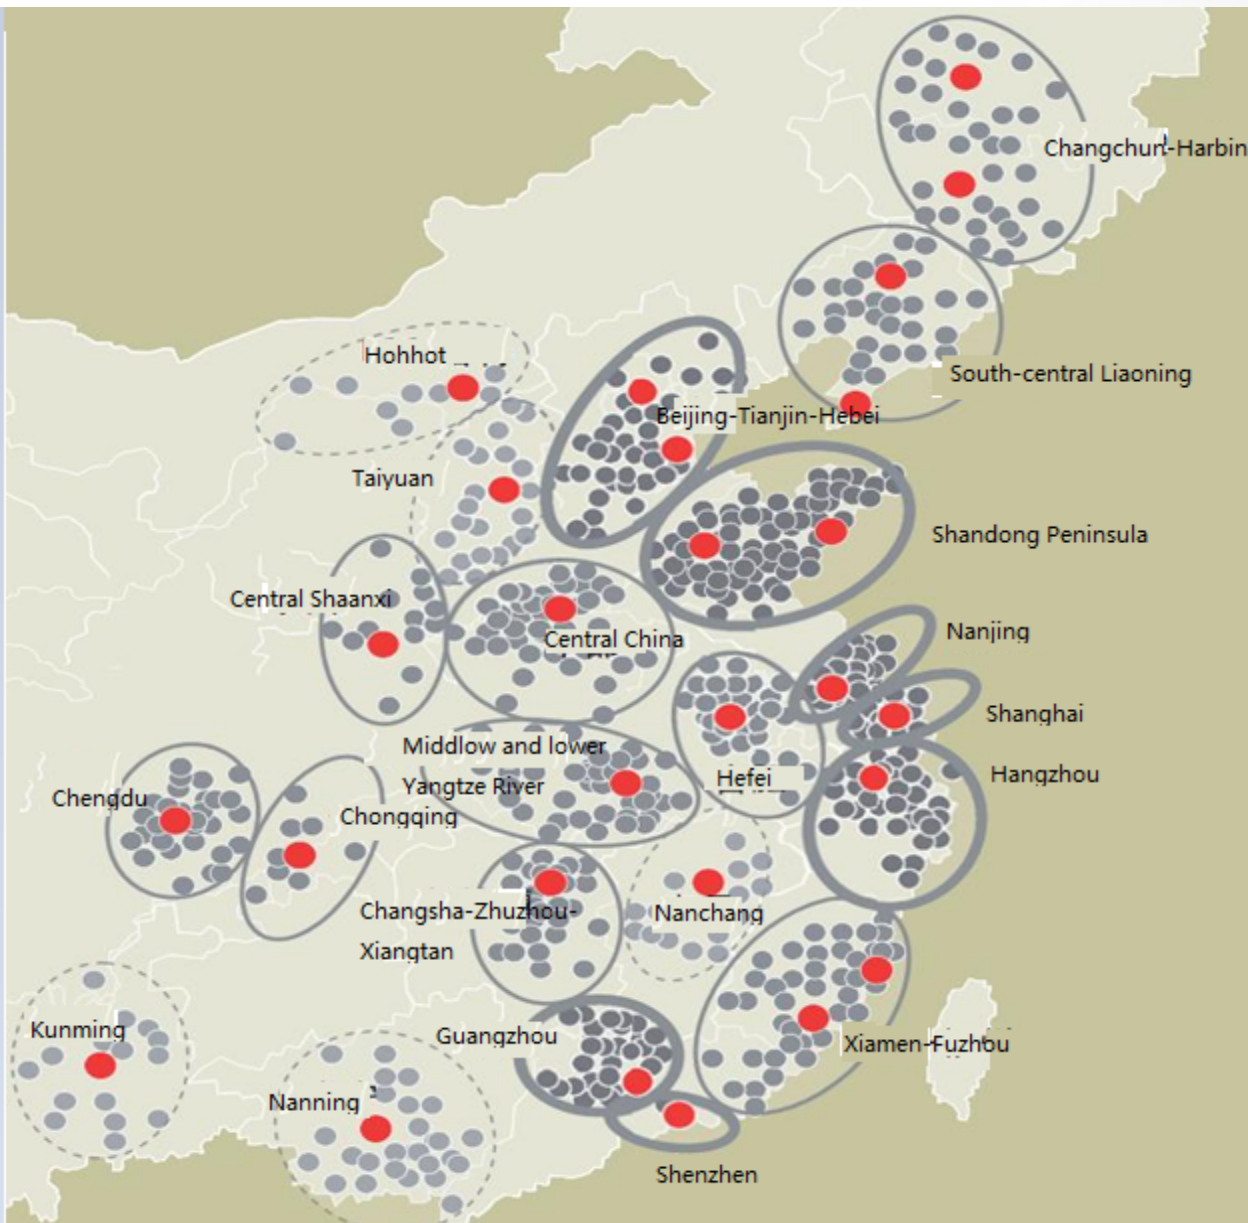 Changchun-Harbin
Hohhot
South-central Liaoning
Beijing-Tianjin-Hebei
Taiyuan
Shandong Peninsula
Central Shaanxi
Nanjing
Central China
Shanghai
Middlow and lower
Yangtze River
Hefei
Hangzhou
Chengdu
Chongqing
Changsha-Zhuzhou-
Xiangtan
Nanchang
Kunming
Guangzhou
Xiamen-Fuzhou
Nanning
Shenzhen